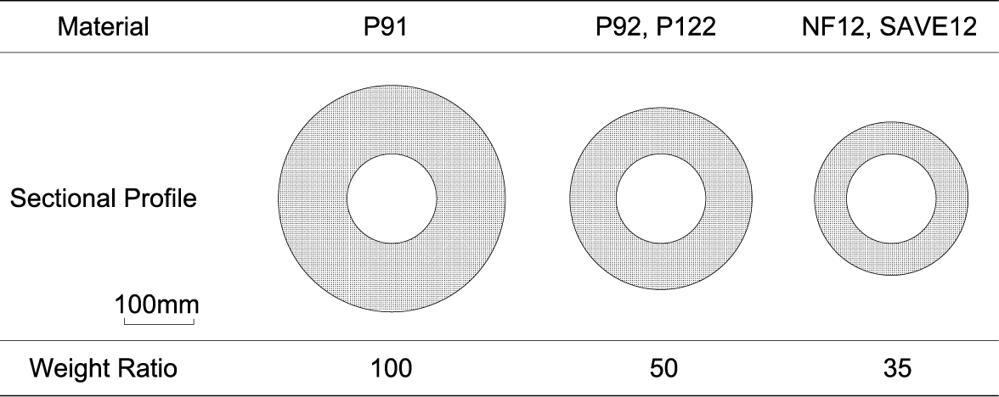 Material P91 P92, P122 NF12, SAVE12
Sectional Profile
100mm
Weight Ratio 100 50 35